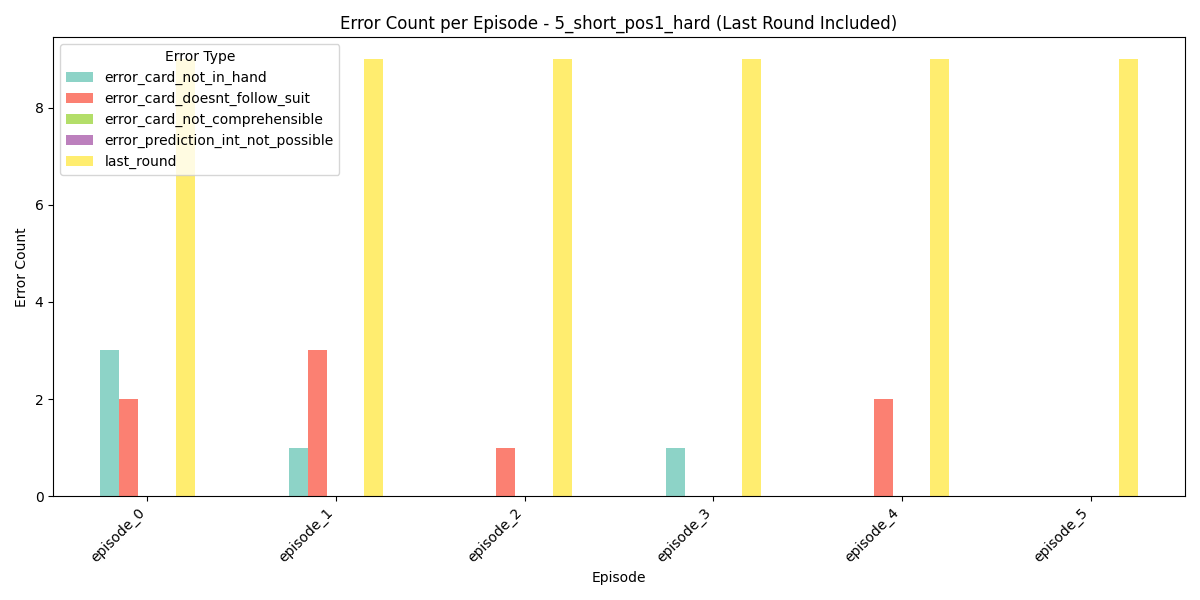 Error Count per Episode - 5_short_pos1_hard (Last Round Included)
Error Type
error_card_not_in_hand
error_card_doesnt_follow_suit
error_card_not_comprehensible
error_prediction_int_not_possible
last_round
Error Count
8
6
4
2
0
episode_0
episode_1
episode_2
episode_3
episode_4
episode_5
Episode